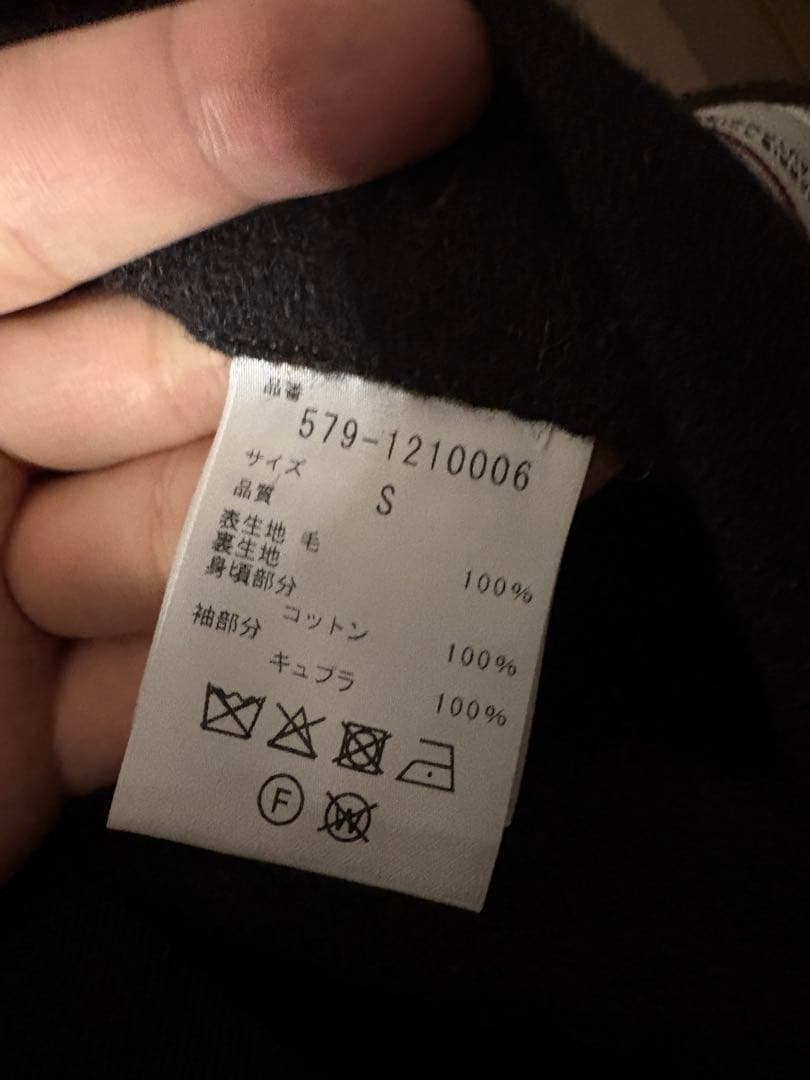 品番
579-1210006
サイズ S
品質
表生地 毛 100%
裏生地
身頃部分
コットン 100%
袖部分
キュプラ 100%
F
W